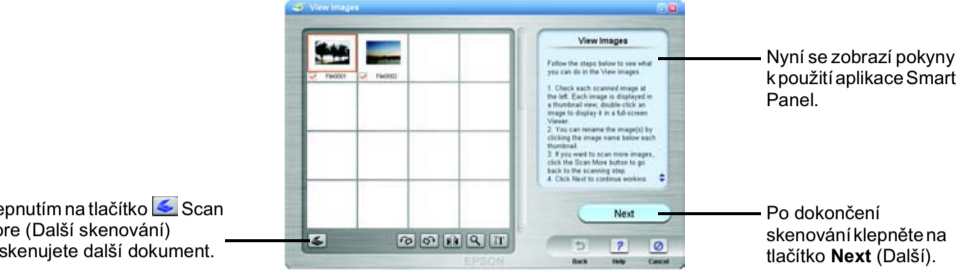 View Images
File0001
File0002
View Images
Follow the steps below to see what
you can do in the View images.
1. Check each scanned image at
the left. Each image is displayed in
a thumbnail view; double-click an
image to display it in a full-screen
Viewer.
2. You can rename the image(s) by
clicking the image name below each
thumbnail.
3. If you want to scan more images,
click the Scan More button to go
back to the scanning step.
4. Click Next to continue working
Next
Back
Help
Cancel
EPSON
Nyní se zobrazí pokyny
k použití aplikace Smart
Panel.
epnutím na tlačítko Scan
ore (Další skenování)
skenujete další dokument.
Po dokončení
skenování klepněte na
tlačítko Next (Další).